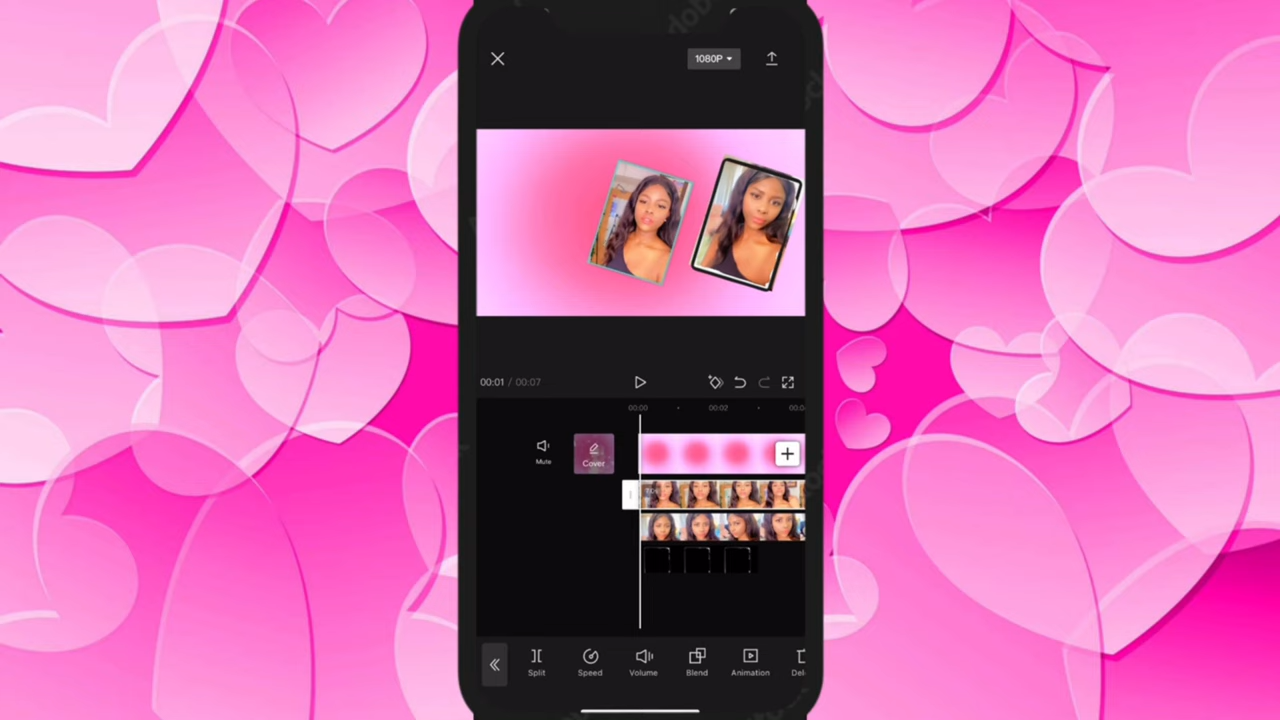 1080P
00:01 / 00:07
00:00
00:02
Mute
Cover
Split
Speed
Volume
Blend
Animation